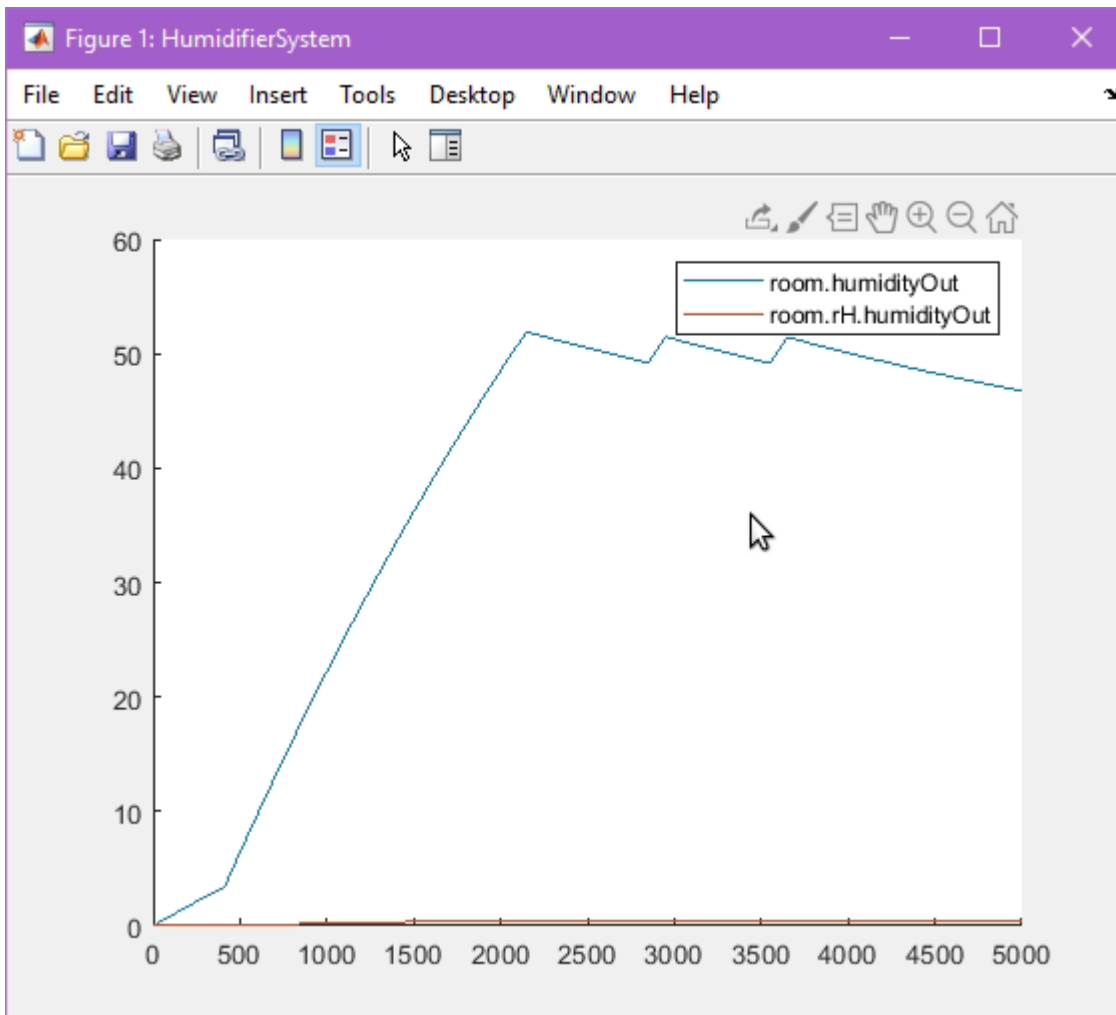 Figure 1: HumidifierSystem
File Edit View Insert Tools Desktop Window Help
60
room.humidityOut
room.rH.humidityOut
50
40
30
20
10
0
0 500 1000 1500 2000 2500 3000 3500 4000 4500 5000